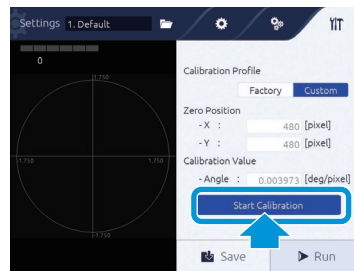 Settings 1. Default
0
1.750
1.750
1.750
-1.750
Calibration Profile
Factory Custom
Zero Position
- X : 480 [pixel]
- Y : 480 [pixel]
Calibration Value
- Angle : 0.003973 [deg/pixel]
Start Calibration
Save Run